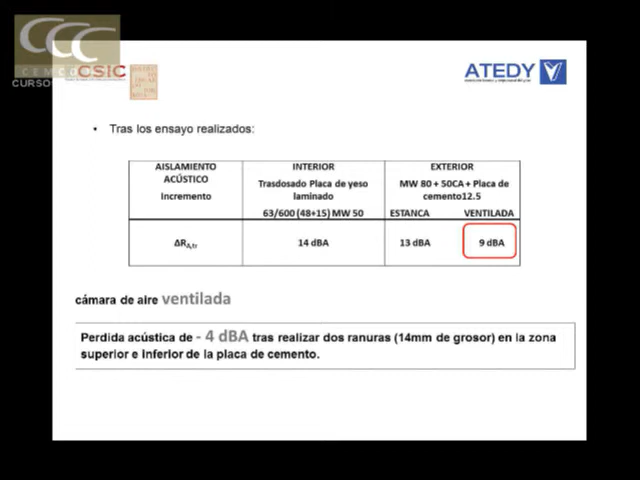 CCC
CEMCO
CURSO
CSIC
ATEDY
• Tras los ensayo realizados:
AISLAMIENTO ACÚSTICO
Incremento
INTERIOR
Trasdosado Placa de yeso
laminado
63/600 (48+15) MW 50
EXTERIOR
MW 80 + 50CA + Placa de
cemento12.5
ESTANCA VENTILADA
ΔRA,tr 14 dBA 13 dBA 9 dBA
cámara de aire ventilada
Perdida acústica de - 4 dBA tras realizar dos ranuras (14mm de grosor) en la zona
superior e inferior de la placa de cemento.